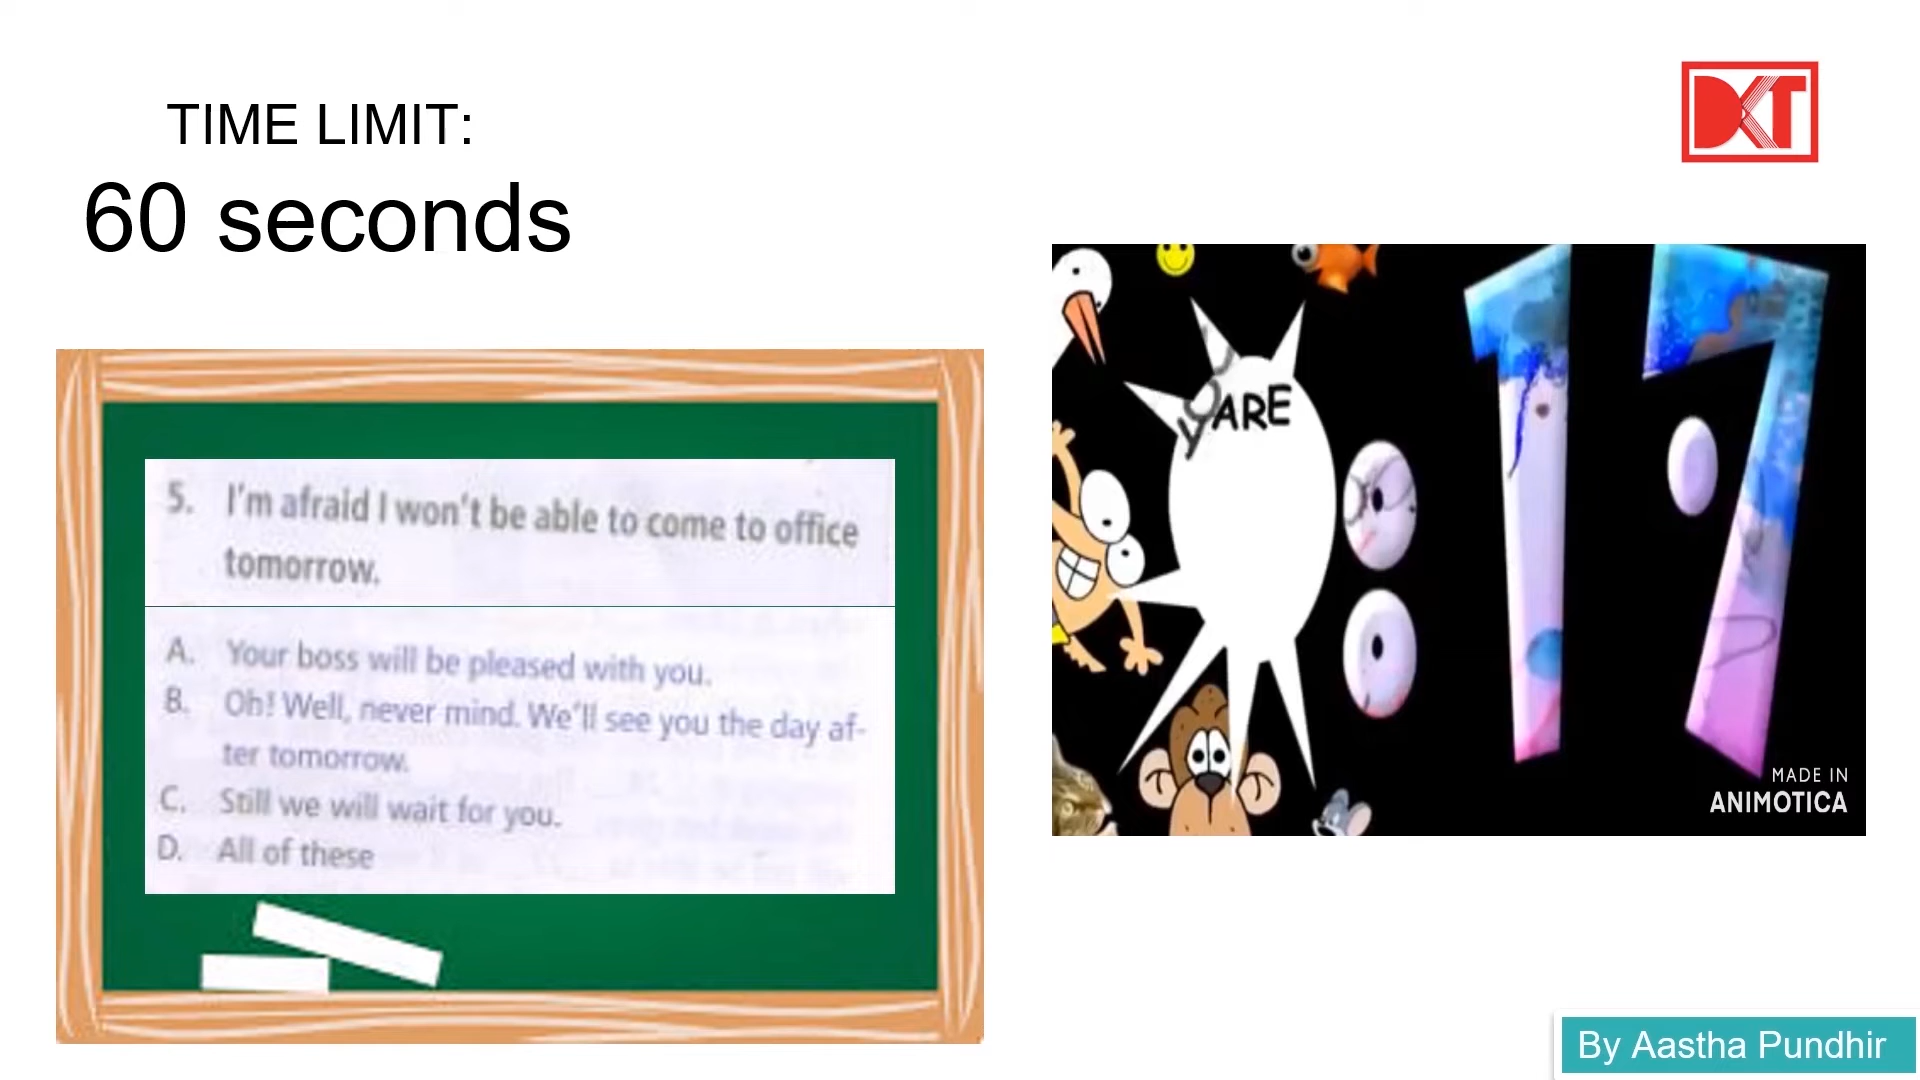 TIME LIMIT:
60 seconds
DKT
5. I'm afraid I won't be able to come to office
tomorrow.
A. Your boss will be pleased with you.
B. Oh! Well, never mind. We'll see you the day af-
ter tomorrow.
C. Still we will wait for you.
D. All of these
YOU ARE
:17
MADE IN
ANIMOTICA
By Aastha Pundhir